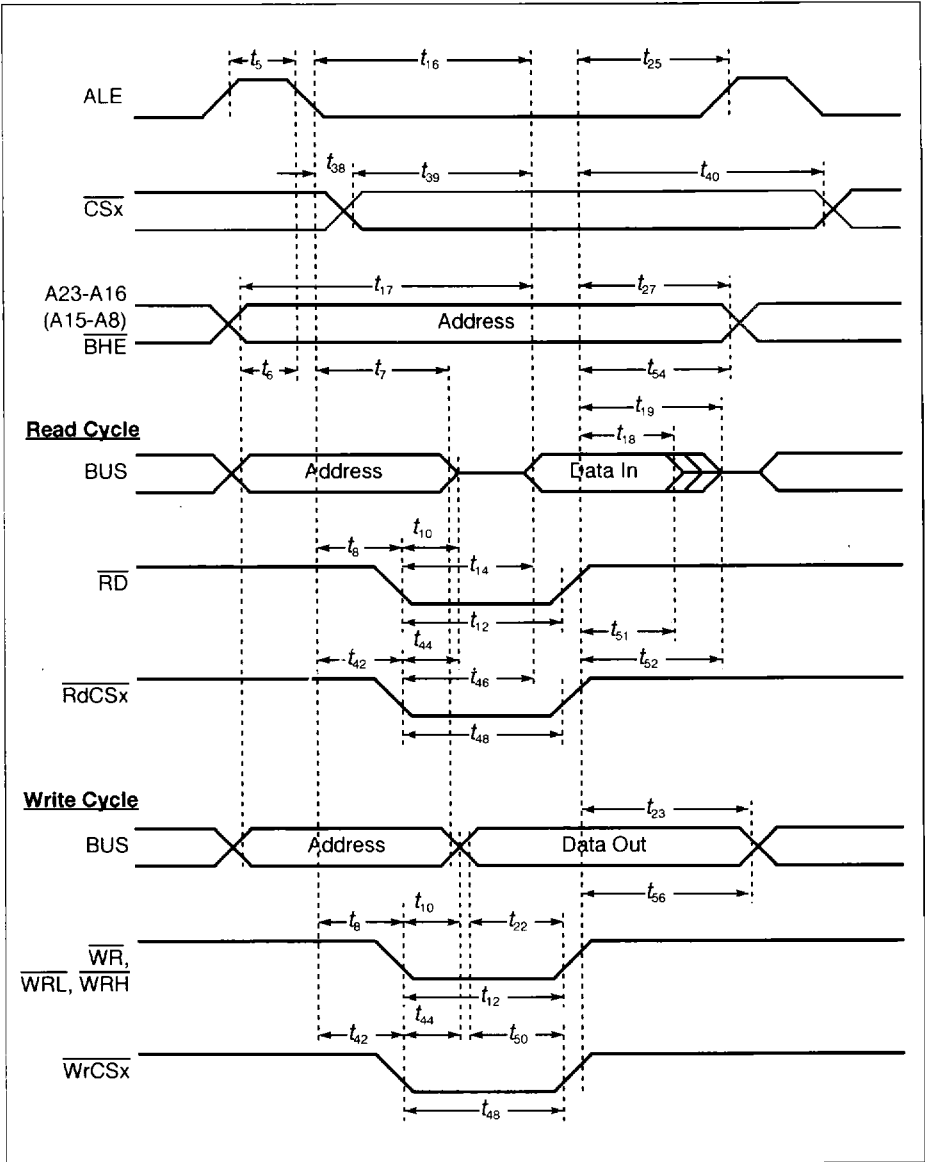 t5 t16 t25
ALE
t38 t39 t40
CSx
t17 t27
A23-A16
(A15-A8)
BHE
Address
t6 t7 t54
t19
Read Cycle
t18
BUS Address Data In
t8 t10
t14
RD
t12
t51
t44
t42 t52
t46
RdCSx
t48
Write Cycle
t23
BUS Address Data Out
t56
t10
t8 t22
WR,
WRL, WRH
t12
t44
t42 t50
WrCSx
t48